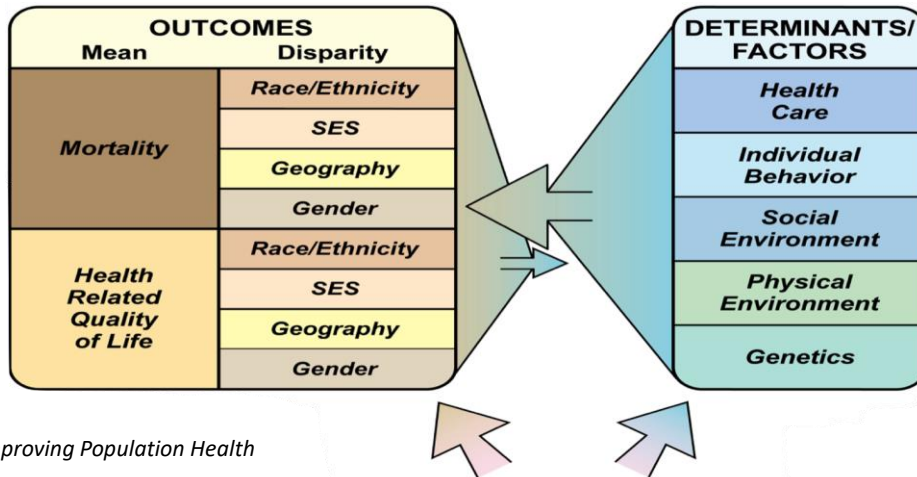 OUTCOMES
Mean
Disparity
Mortality
Race/Ethnicity
SES
Geography
Gender
Health
Related
Quality
of Life
Race/Ethnicity
SES
Geography
Gender
DETERMINANTS/
FACTORS
Health
Care
Individual
Behavior
Social
Environment
Physical
Environment
Genetics
proving Population Health